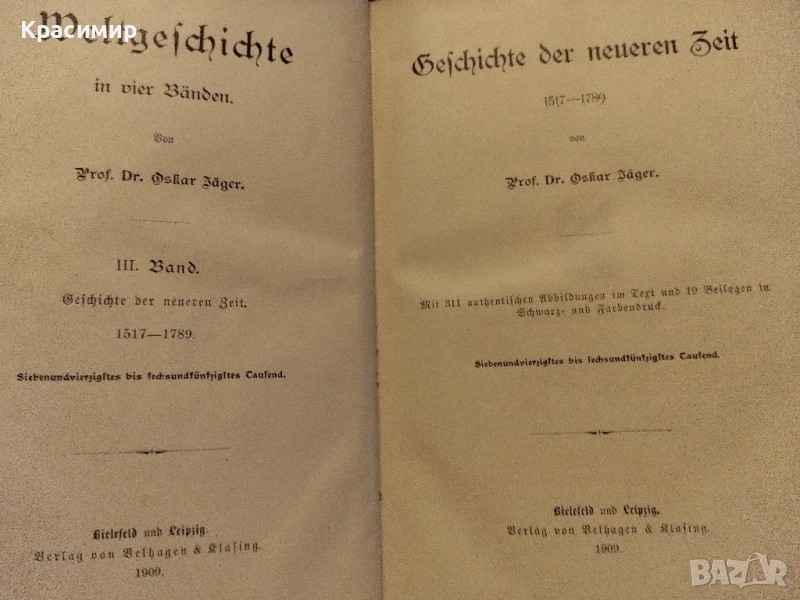 Красимир
Weltgeschichte
in vier Bänden.
Von
Prof. Dr. Oskar Jäger.
III. Band.
Geschichte der neueren Zeit.
1517—1789.
Siebenundvierzigstes bis sechsundfünfzigstes Tausend.
Bielefeld und Leipzig.
Verlag von Velhagen & Klasing.
1909.
Geschichte der neueren Zeit
1517—1789
von
Prof. Dr. Oskar Jäger.
Mit 311 authentischen Abbildungen im Text und 19 Beilagen in
Schwarz- und Farbendruck.
Siebenundvierzigstes bis sechsundfünfzigstes Tausend.
Bielefeld und Leipzig.
Verlag von Velhagen & Klasing.
1909.
BAZAR